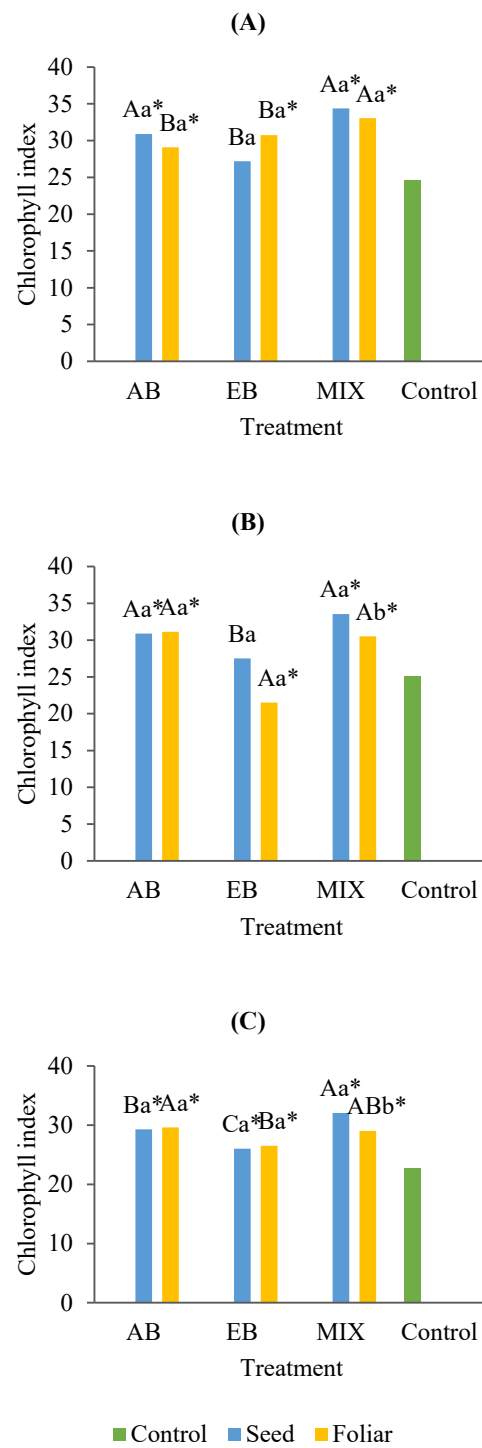 (A)
Chlorophyll index
40
35
30
25
20
15
10
5
0
Aa* Ba* Ba Ba* Aa* Aa*
AB EB MIX Control
Treatment
(B)
Chlorophyll index
40
35
30
25
20
15
10
5
0
Aa* Aa* Ba Aa* Aa* Ab*
AB EB MIX Control
Treatment
(C)
Chlorophyll index
40
30
20
10
0
Ba* Aa* Ca* Ba* Aa* ABb*
AB EB MIX Control
Treatment
Control Seed Foliar